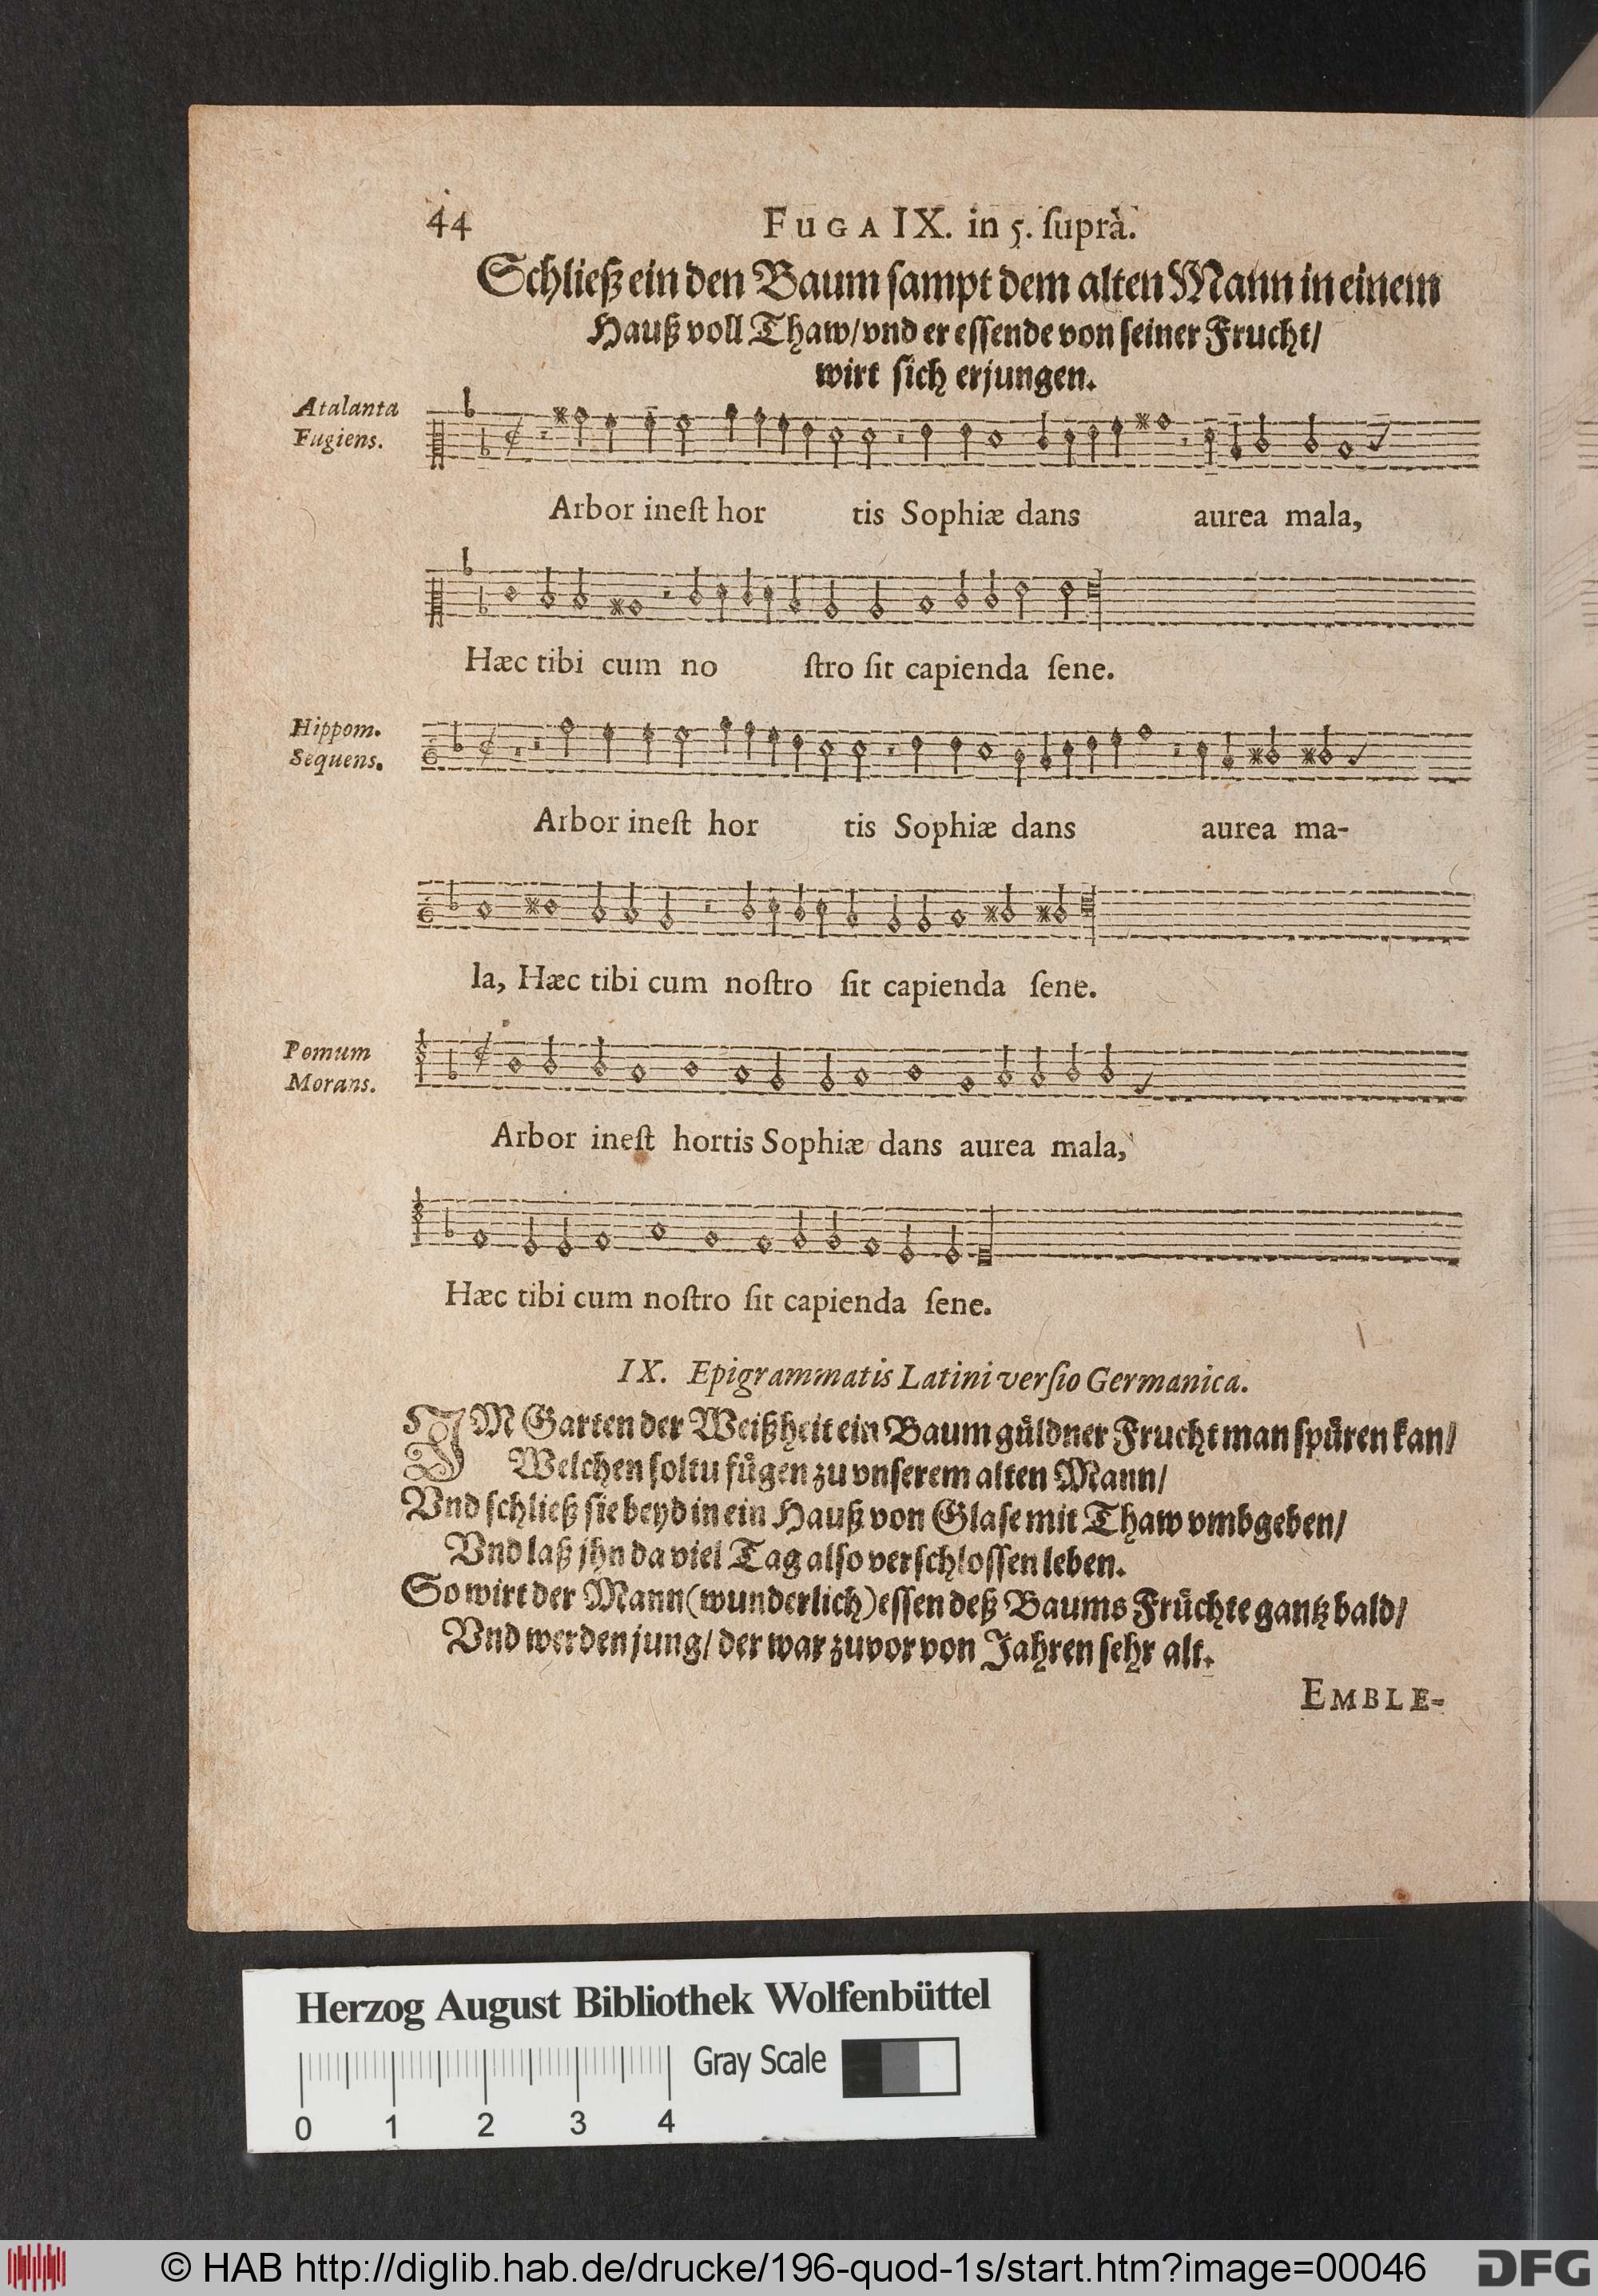 44 FUGA IX. in 5. ſuprà.
Schließ ein den Baum ſampt dem alten Mann in einem
Hauß voll Thaw/ vnd er eſſende von ſeiner Frucht/
wirt ſich erjungen.
Atalanta
Fugiens.
Arbor ineſt hor tis Sophiæ dans aurea mala,
Hæc tibi cum no ſtro ſit capienda ſene.
Hippom.
Sequens.
Arbor ineſt hor tis Sophiæ dans aurea ma-
la, Hæc tibi cum noſtro ſit capienda ſene.
Pomum
Morans.
Arbor ineſt hortis Sophiæ dans aurea mala,
Hæc tibi cum noſtro ſit capienda ſene.
IX. Epigrammatis Latini verſio Germanica.
IM Garten der Weißheit ein Baum gůldner Frucht man ſpůren kan/
Welchen ſoltu fůgen zu vnſerem alten Mann/
Vnd ſchließ ſie beyd in ein Hauß von Glaſe mit Thaw vmbgeben/
Vnd laß jhn da viel Tag alſo verſchloſſen leben.
So wirt der Mann (wunderlich) eſſen deß Baums Frůchte gantz bald/
Vnd werden jung/ der war zuvor von Jahren ſehr alt.
EMBLE-
Herzog August Bibliothek Wolfenbüttel
Gray Scale
0 1 2 3 4
© HAB http://diglib.hab.de/drucke/196-quod-1s/start.htm?image=00046 DFG